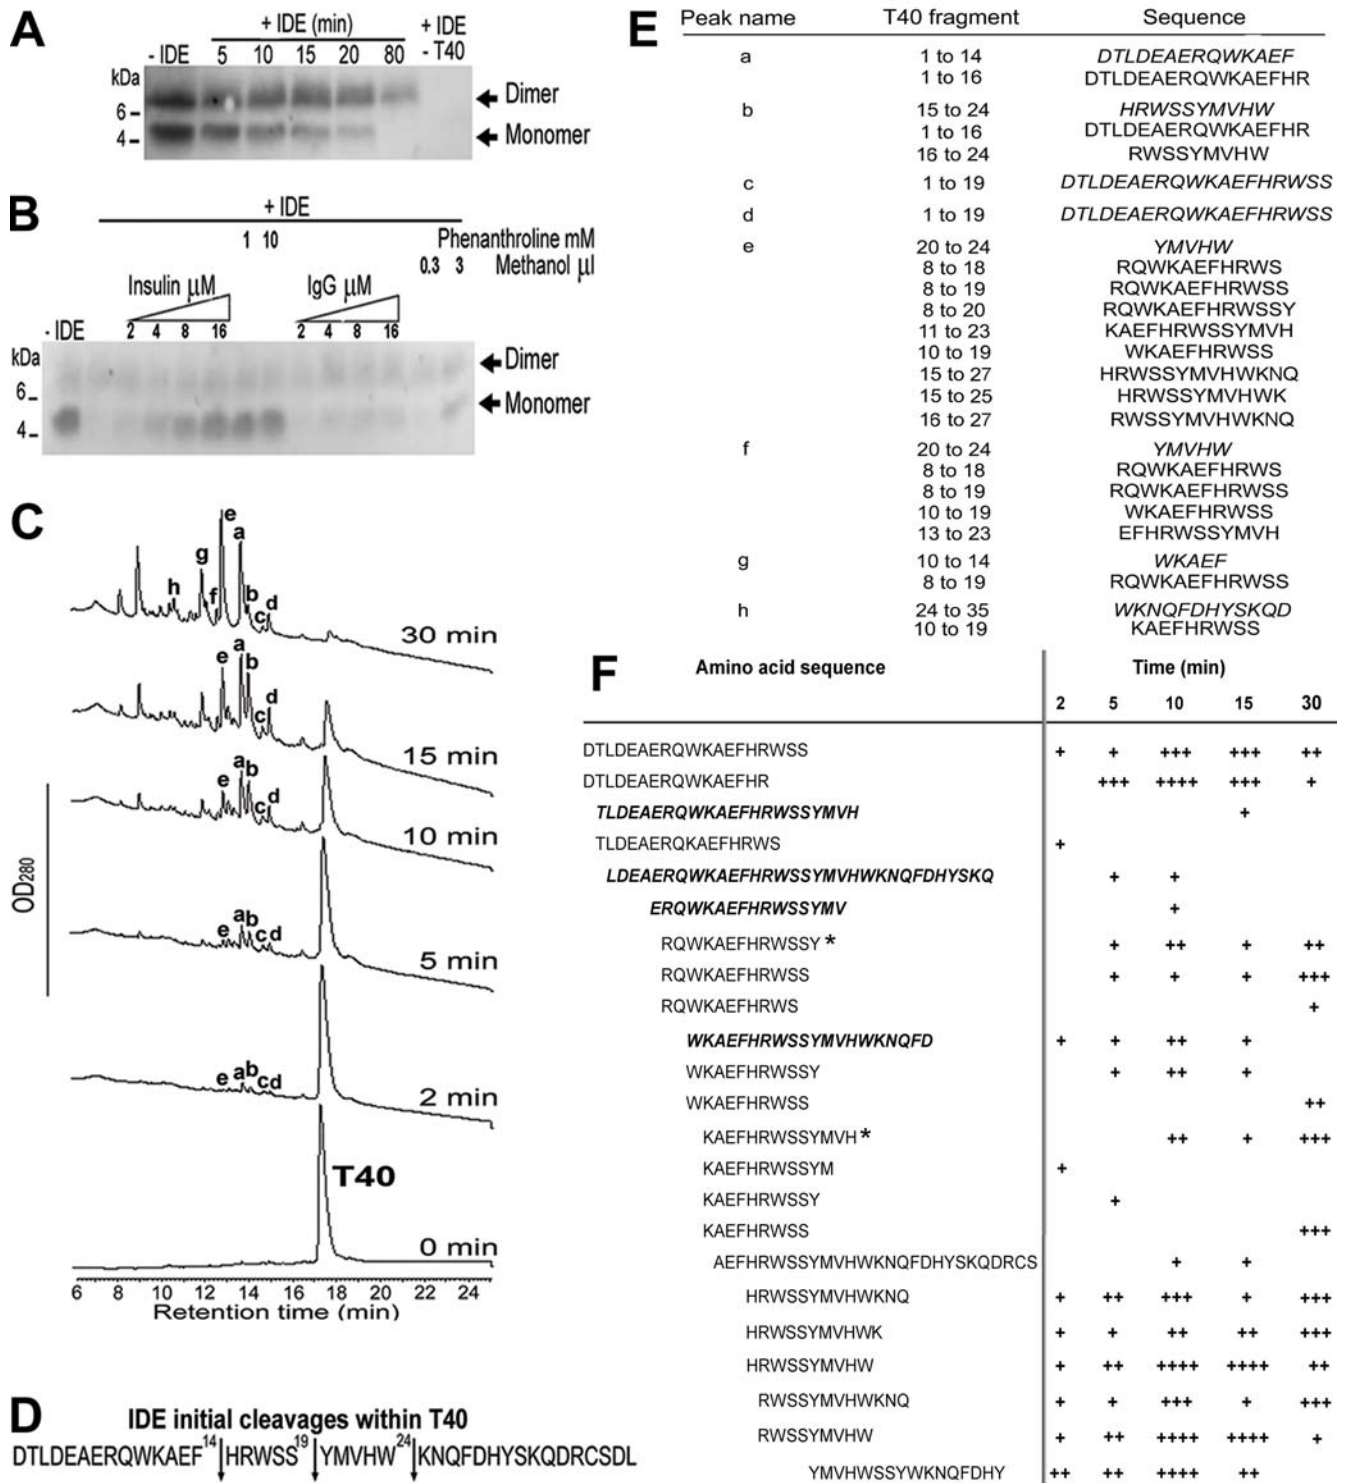 A
+ IDE (min)
+ IDE
- T40
- IDE 5 10 15 20 80
kDa
6
4
Dimer
Monomer
B
+ IDE
1 10 Phenanthroline mM
0.3 3 Methanol µl
Insulin µM IgG µM
- IDE 2 4 8 16 2 4 8 16
kDa
6
4
Dimer
Monomer
C
OD280
h g f e a b c d
30 min
e a b c d
15 min
e a b c d
10 min
e a b c d
5 min
e a b c d
2 min
T40
0 min
6 8 10 12 14 16 18 20 22 24
Retention time (min)
D
IDE initial cleavages within T40
DTLDEAERQWKAEF14HRWSS19YMVHW24KNQFDHYSKQDRCSDL
E
Peak name T40 fragment Sequence
a 1 to 14 DTLDEAERQWKAEF
1 to 16 DTLDEAERQWKAEFHR
b 15 to 24 HRWSSYMVHW
1 to 16 DTLDEAERQWKAEFHR
16 to 24 RWSSYMVHW
c 1 to 19 DTLDEAERQWKAEFHRWSS
d 1 to 19 DTLDEAERQWKAEFHRWSS
e 20 to 24 YMVHW
8 to 18 RQWKAEFHRWS
8 to 19 RQWKAEFHRWSS
8 to 20 RQWKAEFHRWSSY
11 to 23 KAEFHRWSSYMVH
10 to 19 WKAEFHRWSS
15 to 27 HRWSSYMVHWKNQ
15 to 25 HRWSSYMVHWK
16 to 27 RWSSYMVHWKNQ
f 20 to 24 YMVHW
8 to 18 RQWKAEFHRWS
8 to 19 RQWKAEFHRWSS
10 to 19 WKAEFHRWSS
13 to 23 EFHRWSSYMVH
g 10 to 14 WKAEF
8 to 19 RQWKAEFHRWSS
h 24 to 35 WKNQFDHYSKQD
10 to 19 KAEFHRWSS
F
Amino acid sequence Time (min)
2 5 10 15 30
DTLDEAERQWKAEFHRWSS + + +++ +++ ++
DTLDEAERQWKAEFHR +++ ++++ +++ +
TLDEAERQWKAEFHRWSSYMVH +
TLDEAERQKAEFHRWS +
LDEAERQWKAEFHRWSSYMVHWKNQFDHYSKQ + +
ERQWKAEFHRWSSYMV +
RQWKAEFHRWSSY * + ++ + ++
RQWKAEFHRWSS + + + +++
RQWKAEFHRWS +
WKAEFHRWSSYMVHWKNQFD + + ++ +
WKAEFHRWSSY + ++ +
WKAEFHRWSS ++
KAEFHRWSSYMVH * ++ + +++
KAEFHRWSSYM +
KAEFHRWSSY +
KAEFHRWSS +++
AEFHRWSSYMVHWKNQFDHYSKQDRCS + +
HRWSSYMVHWKNQ + ++ +++ + +++
HRWSSYMVHWK + + ++ ++ +++
HRWSSYMVHW + ++ ++++ ++++ ++
RWSSYMVHWKNQ + + +++ + +++
RWSSYMVHW + ++ ++++ ++++ +
YMVHWSSYWKNQFDHY ++ ++ ++++ ++